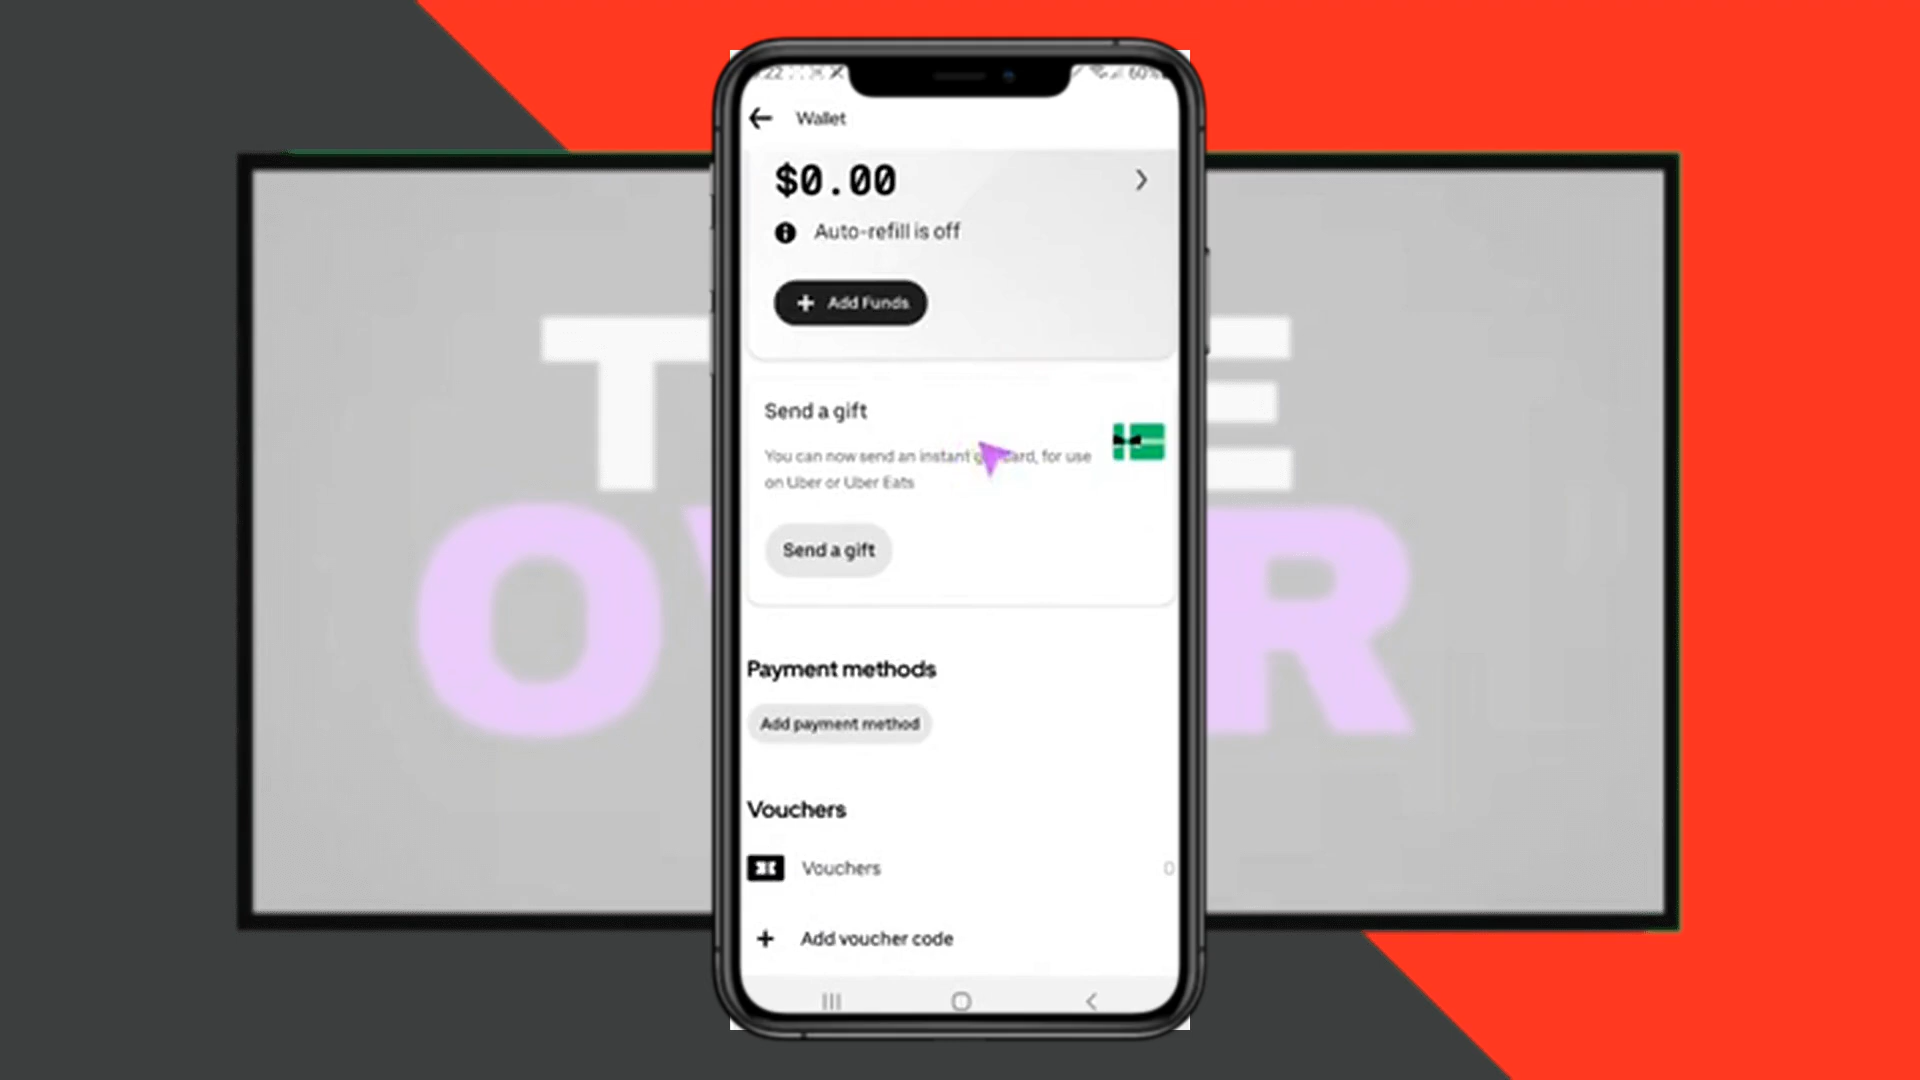 Wallet
$0.00
Auto-refill is off
+ Add Funds
Send a gift
You can now send an instant card, for use
on Uber or Uber Eats
Send a gift
Payment methods
Add payment method
Vouchers
Vouchers 0
+ Add voucher code
T E
O R